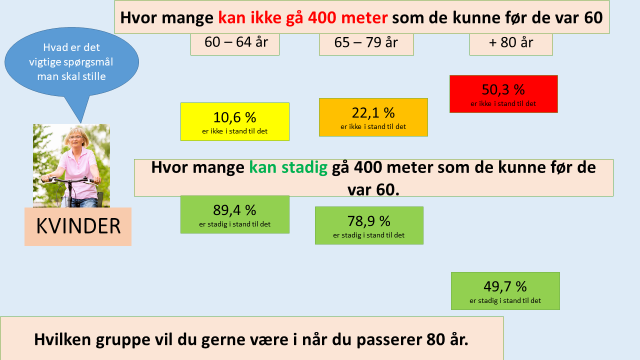 Hvor mange kan ikke gå 400 meter som de kunne før de var 60
60 – 64 år
65 – 79 år
+ 80 år
Hvad er det
vigtige spørgsmål
man skal stille
10,6 %
er ikke i stand til det
22,1 %
er ikke i stand til det
50,3 %
er ikke i stand til det
Hvor mange kan stadig gå 400 meter som de kunne før de
var 60.
KVINDER
89,4 %
er stadig i stand til det
78,9 %
er stadig i stand til det
49,7 %
er stadig i stand til det
Hvilken gruppe vil du gerne være i når du passerer 80 år.